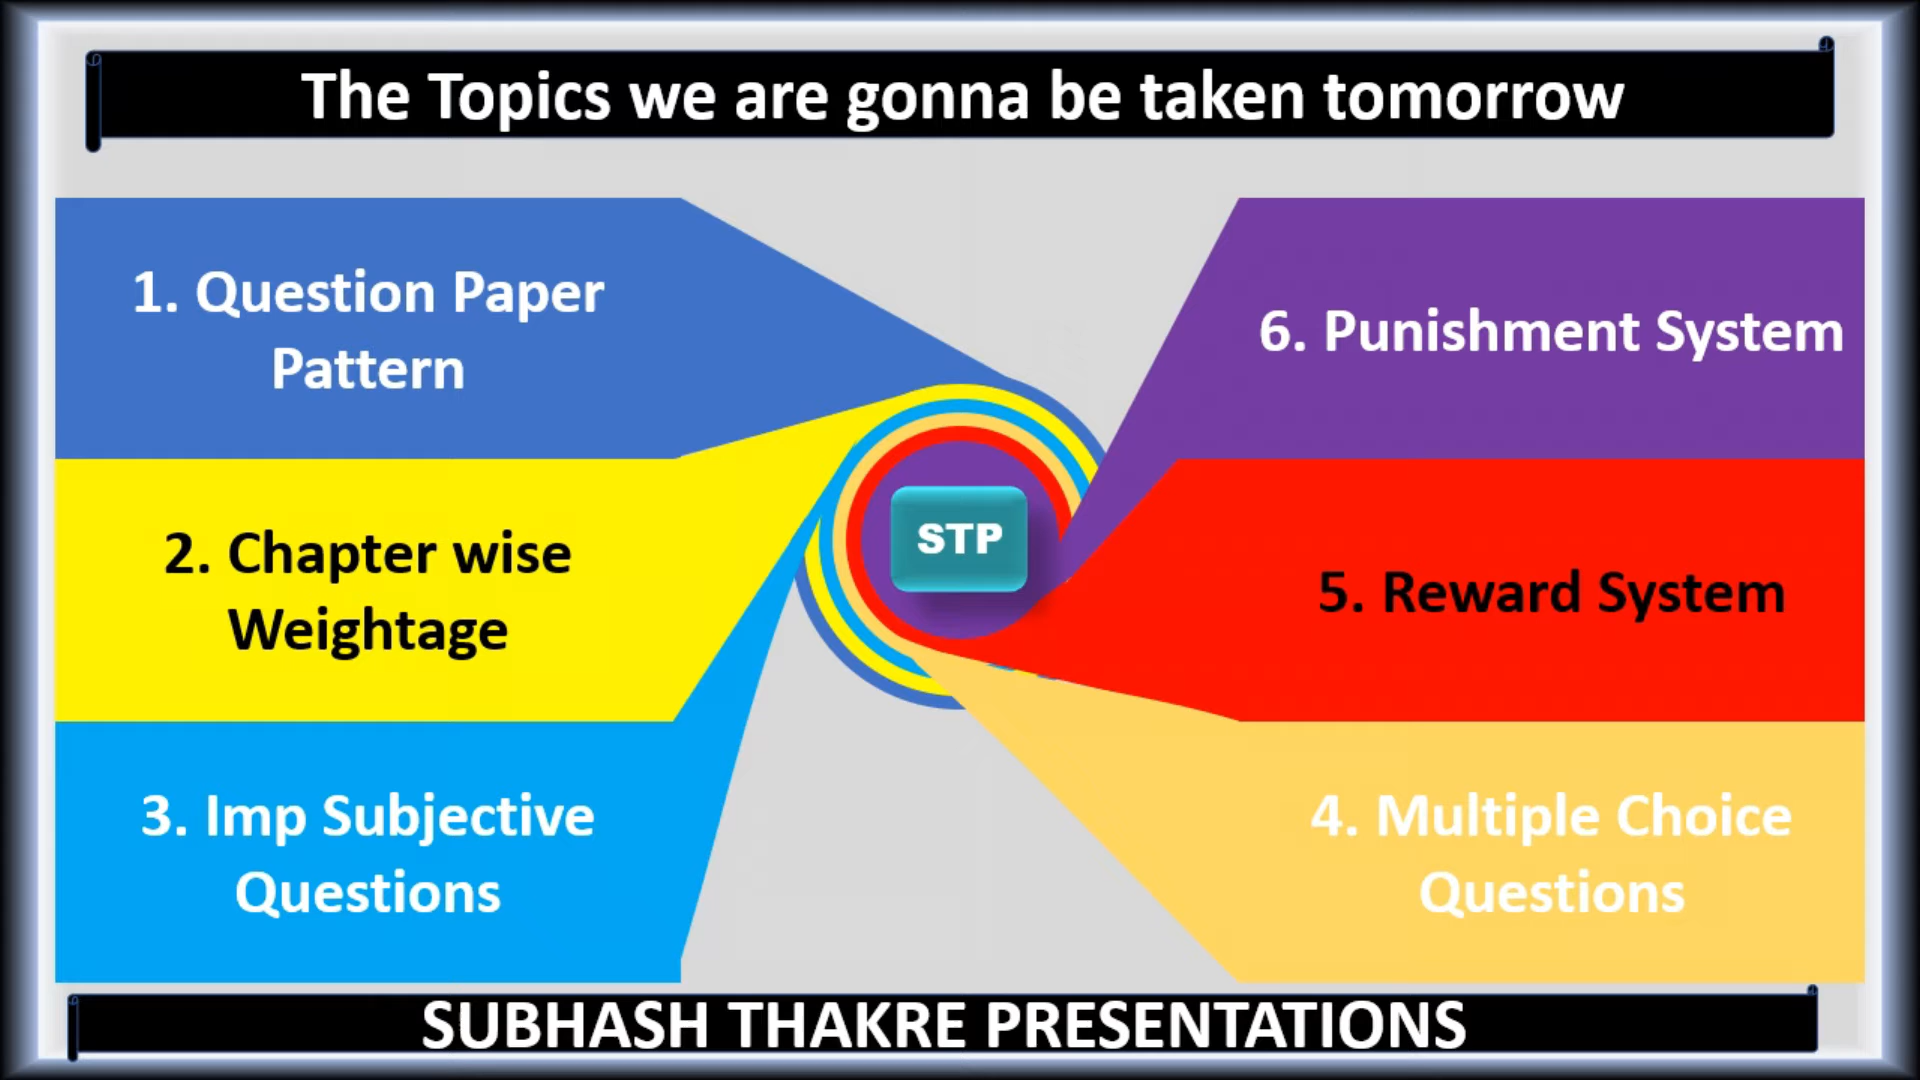 The Topics we are gonna be taken tomorrow
1. Question Paper
Pattern
2. Chapter wise
Weightage
3. Imp Subjective
Questions
STP
6. Punishment System
5. Reward System
4. Multiple Choice
Questions
SUBHASH THAKRE PRESENTATIONS